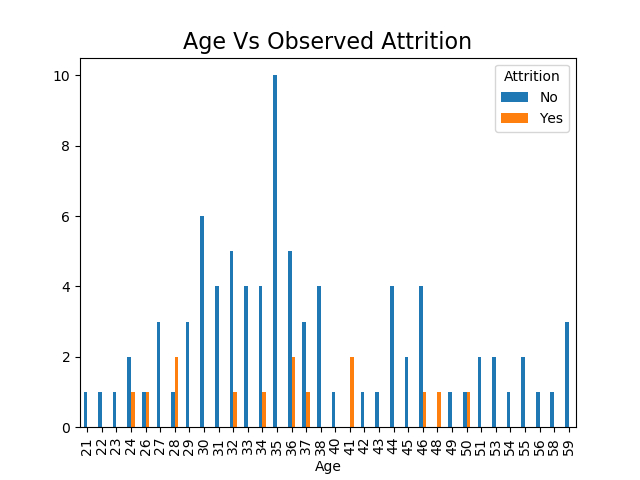 Age Vs Observed Attrition
Attrition
No
Yes
10
8
6
4
2
0
21 22 23 24 26 27 28 29 30 31 32 33 34 35 36 37 38 40 41 42 43 44 45 46 48 49 50 51 53 54 55 56 58 59
Age